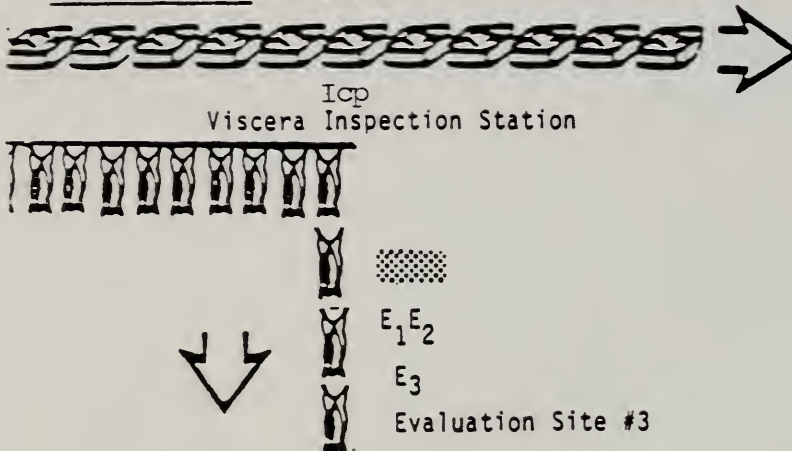 Icp
Viscera Inspection Station
E₁E₂
E₃
Evaluation Site #3